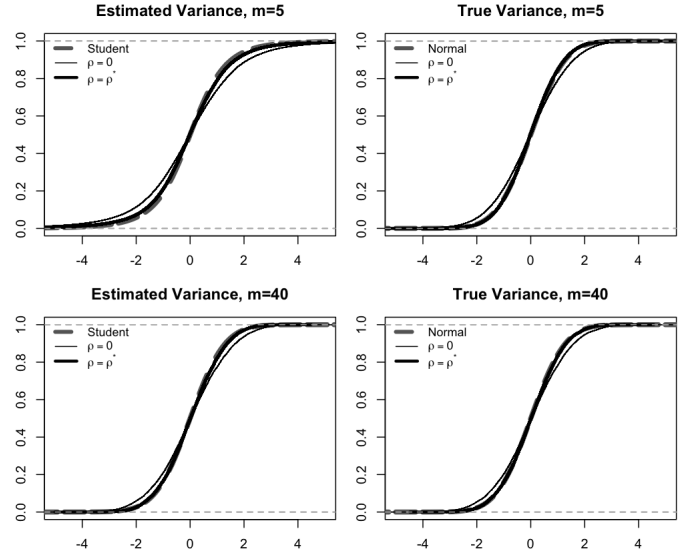 Estimated Variance, m=5
1.0
0.8
0.6
0.4
0.2
0.0
Student
ρ = 0
ρ = ρ*
-4 -2 0 2 4
True Variance, m=5
1.0
0.8
0.6
0.4
0.2
0.0
Normal
ρ = 0
ρ = ρ*
-4 -2 0 2 4
Estimated Variance, m=40
1.0
0.8
0.6
0.4
0.2
0.0
Student
ρ = 0
ρ = ρ*
-4 -2 0 2 4
True Variance, m=40
1.0
0.8
0.6
0.4
0.2
0.0
Normal
ρ = 0
ρ = ρ*
-4 -2 0 2 4